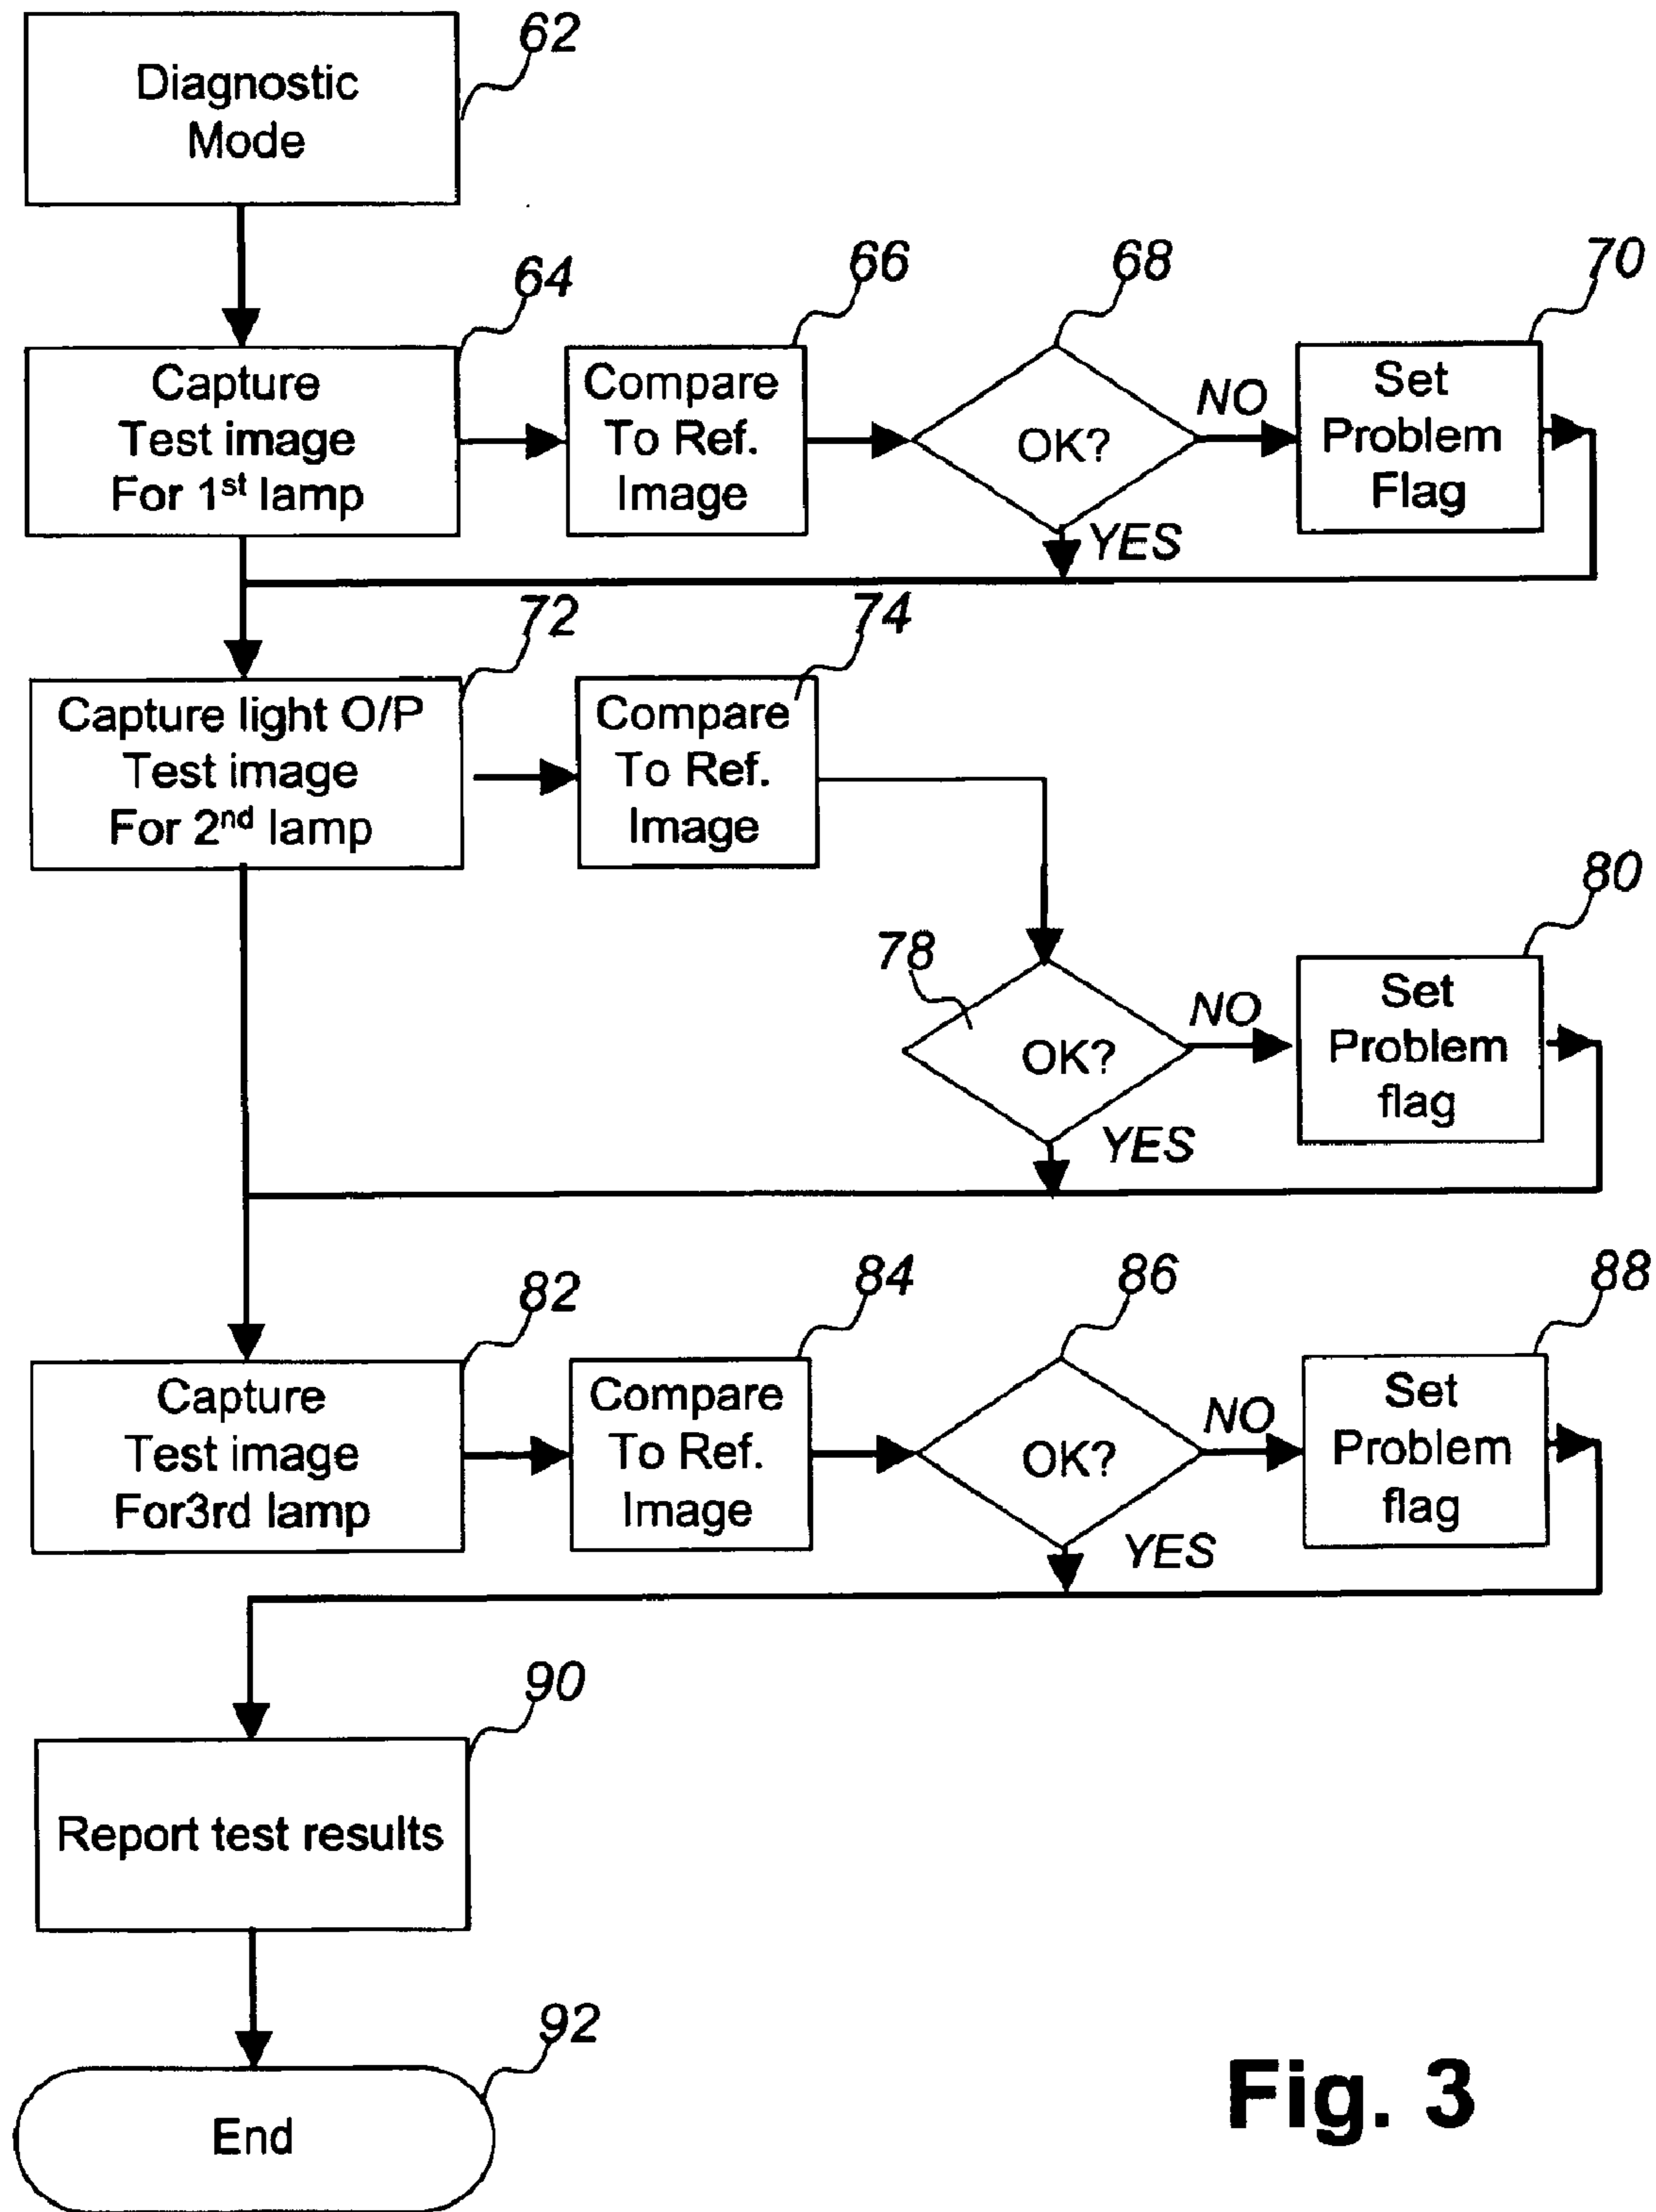 62
Diagnostic
Mode
64
66
68
70
Capture
Test image
For 1st lamp
Compare
To Ref.
Image
OK?
NO
Set
Problem
Flag
YES
72
74
Capture light O/P
Test image
For 2nd lamp
Compare
To Ref.
Image
78
OK?
NO
80
Set
Problem
flag
YES
82
84
86
88
Capture
Test image
For3rd lamp
Compare
To Ref.
Image
OK?
NO
Set
Problem
flag
YES
90
Report test results
92
End
Fig. 3